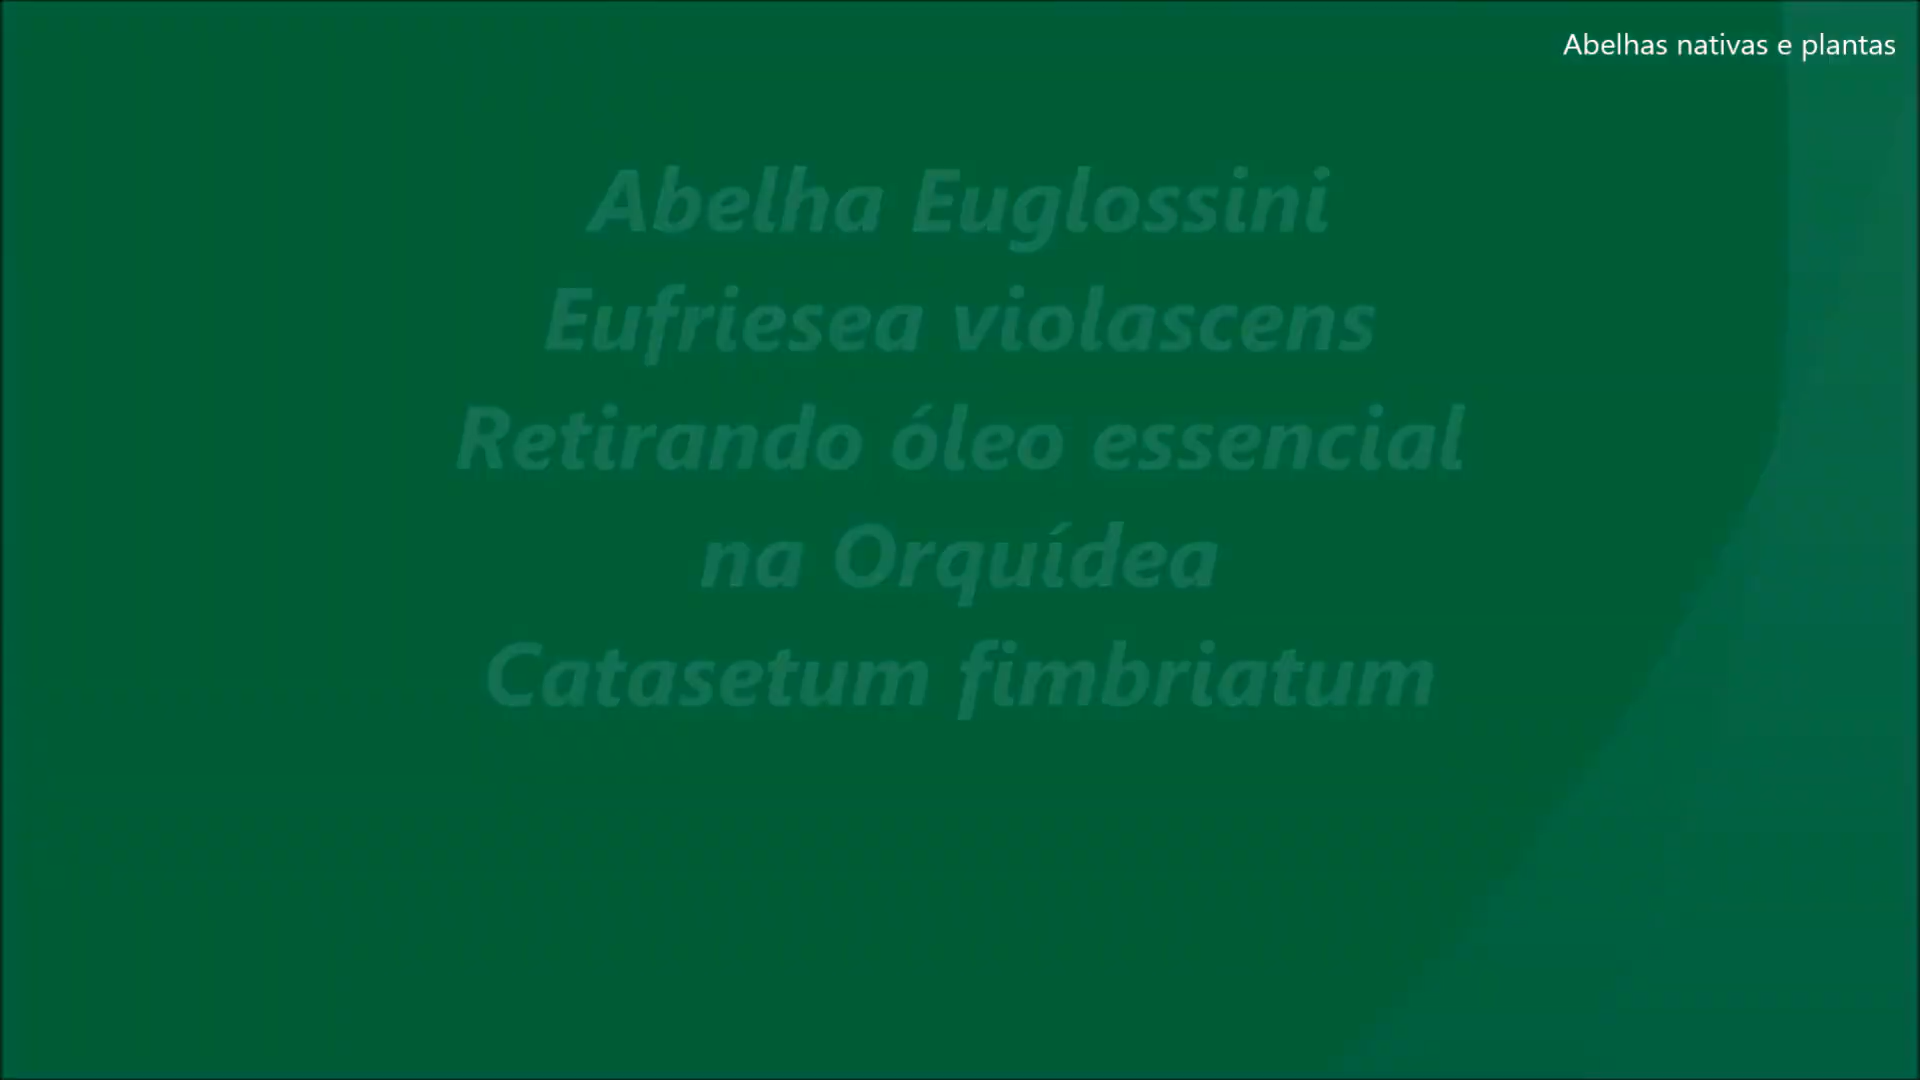 Abelhas nativas e plantas
Abelha Euglossini
Eufriesea violascens
Retirando óleo essencial
na Orquídea
Catasetum fimbriatum